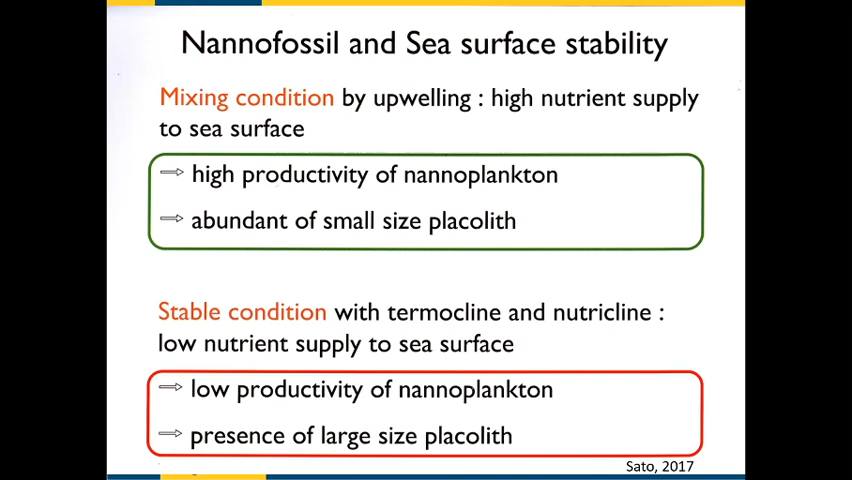 Nannofossil and Sea surface stability
Mixing condition by upwelling : high nutrient supply
to sea surface
⇒ high productivity of nannoplankton
⇒ abundant of small size placolith
Stable condition with termocline and nutricline :
low nutrient supply to sea surface
⇒ low productivity of nannoplankton
⇒ presence of large size placolith
Sato, 2017